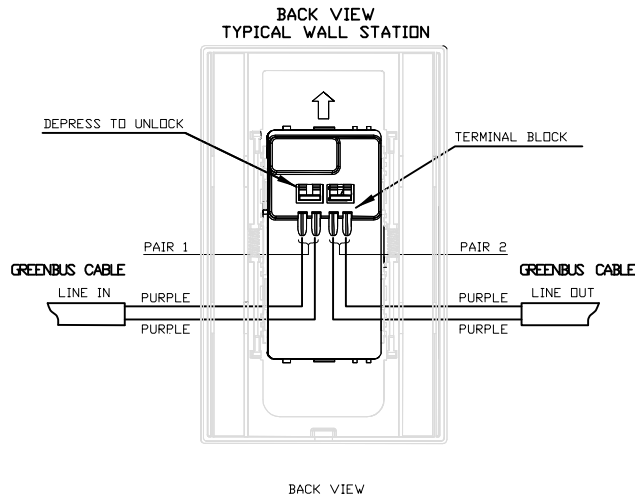 BACK VIEW
TYPICAL WALL STATION
DEPRESS TO UNLOCK
TERMINAL BLOCK
PAIR 1
PAIR 2
GREENBUS CABLE
GREENBUS CABLE
LINE IN
PURPLE
PURPLE
LINE OUT
PURPLE
PURPLE
BACK VIEW